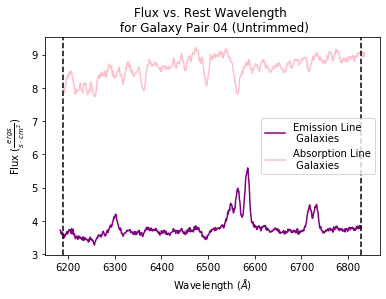 Flux vs. Rest Wavelength
for Galaxy Pair 04 (Untrimmed)
9
8
7
6
5
4
3
Flux (ergs/s · cm²)
Emission Line
Galaxies
Absorption Line
Galaxies
6200 6300 6400 6500 6600 6700 6800
Wavelength (Å)